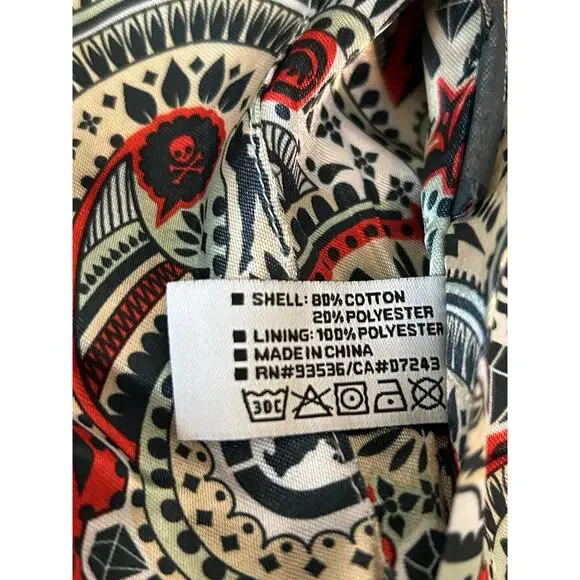 ■ SHELL: 80% COTTON
20% POLYESTER
■ LINING: 100% POLYESTER
■ MADE IN CHINA
■ RN#93536/CA#07243
30C